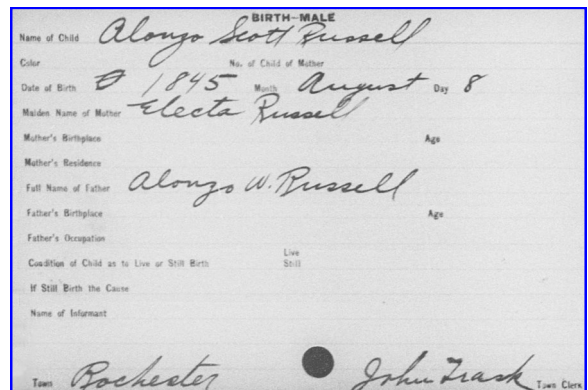 BIRTH—MALE
Name of Child Alonzo Scott Russell
Color No. of Child of Mother
Date of Birth 1845 Month August Day 8
Maiden Name of Mother Electa Russell
Mother's Birthplace Age
Mother's Residence
Full Name of Father Alonzo W. Russell
Father's Birthplace Age
Father's Occupation
Condition of Child as to Live or Still Birth Live
Still
If Still Birth the Cause
Name of Informant
Town Rochester John Trask Town Clerk